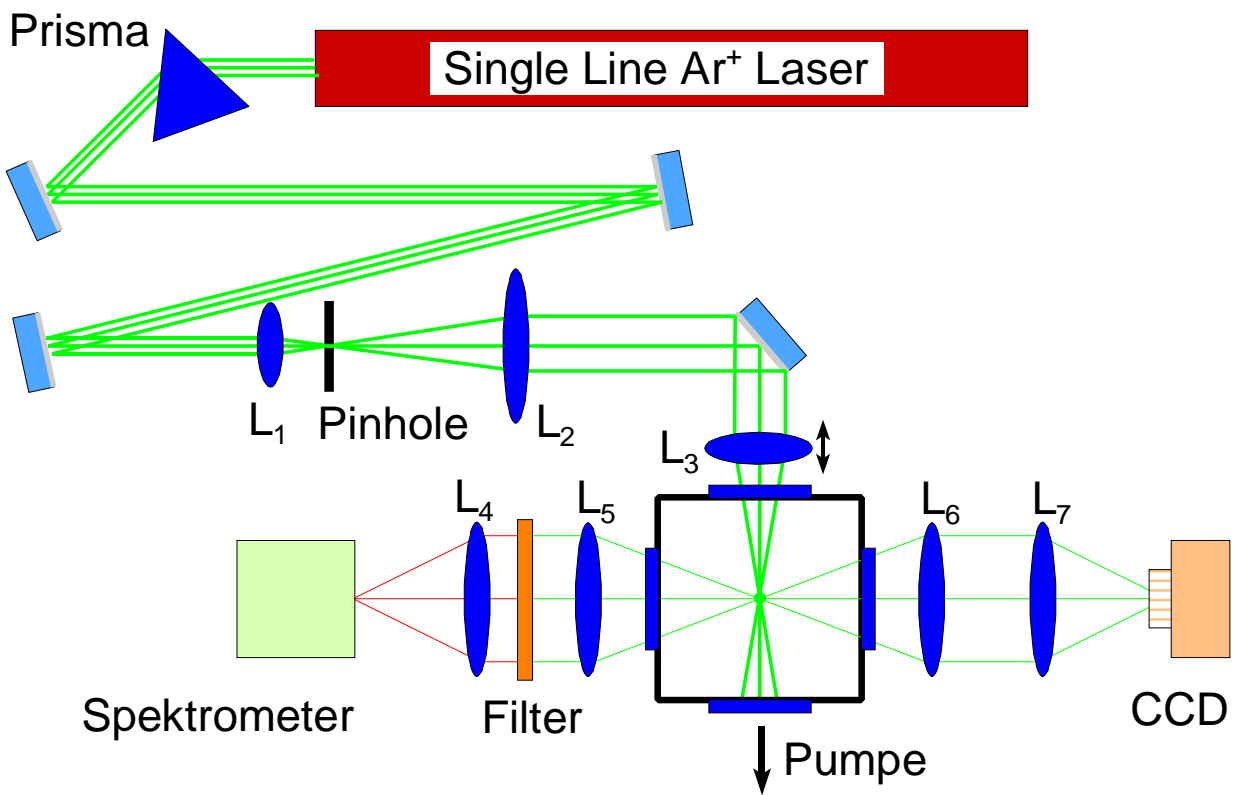 Prisma
Single Line Ar⁺ Laser
L₁
Pinhole
L₂
L₃
L₄
L₅
L₆
L₇
Spektrometer
Filter
CCD
Pumpe